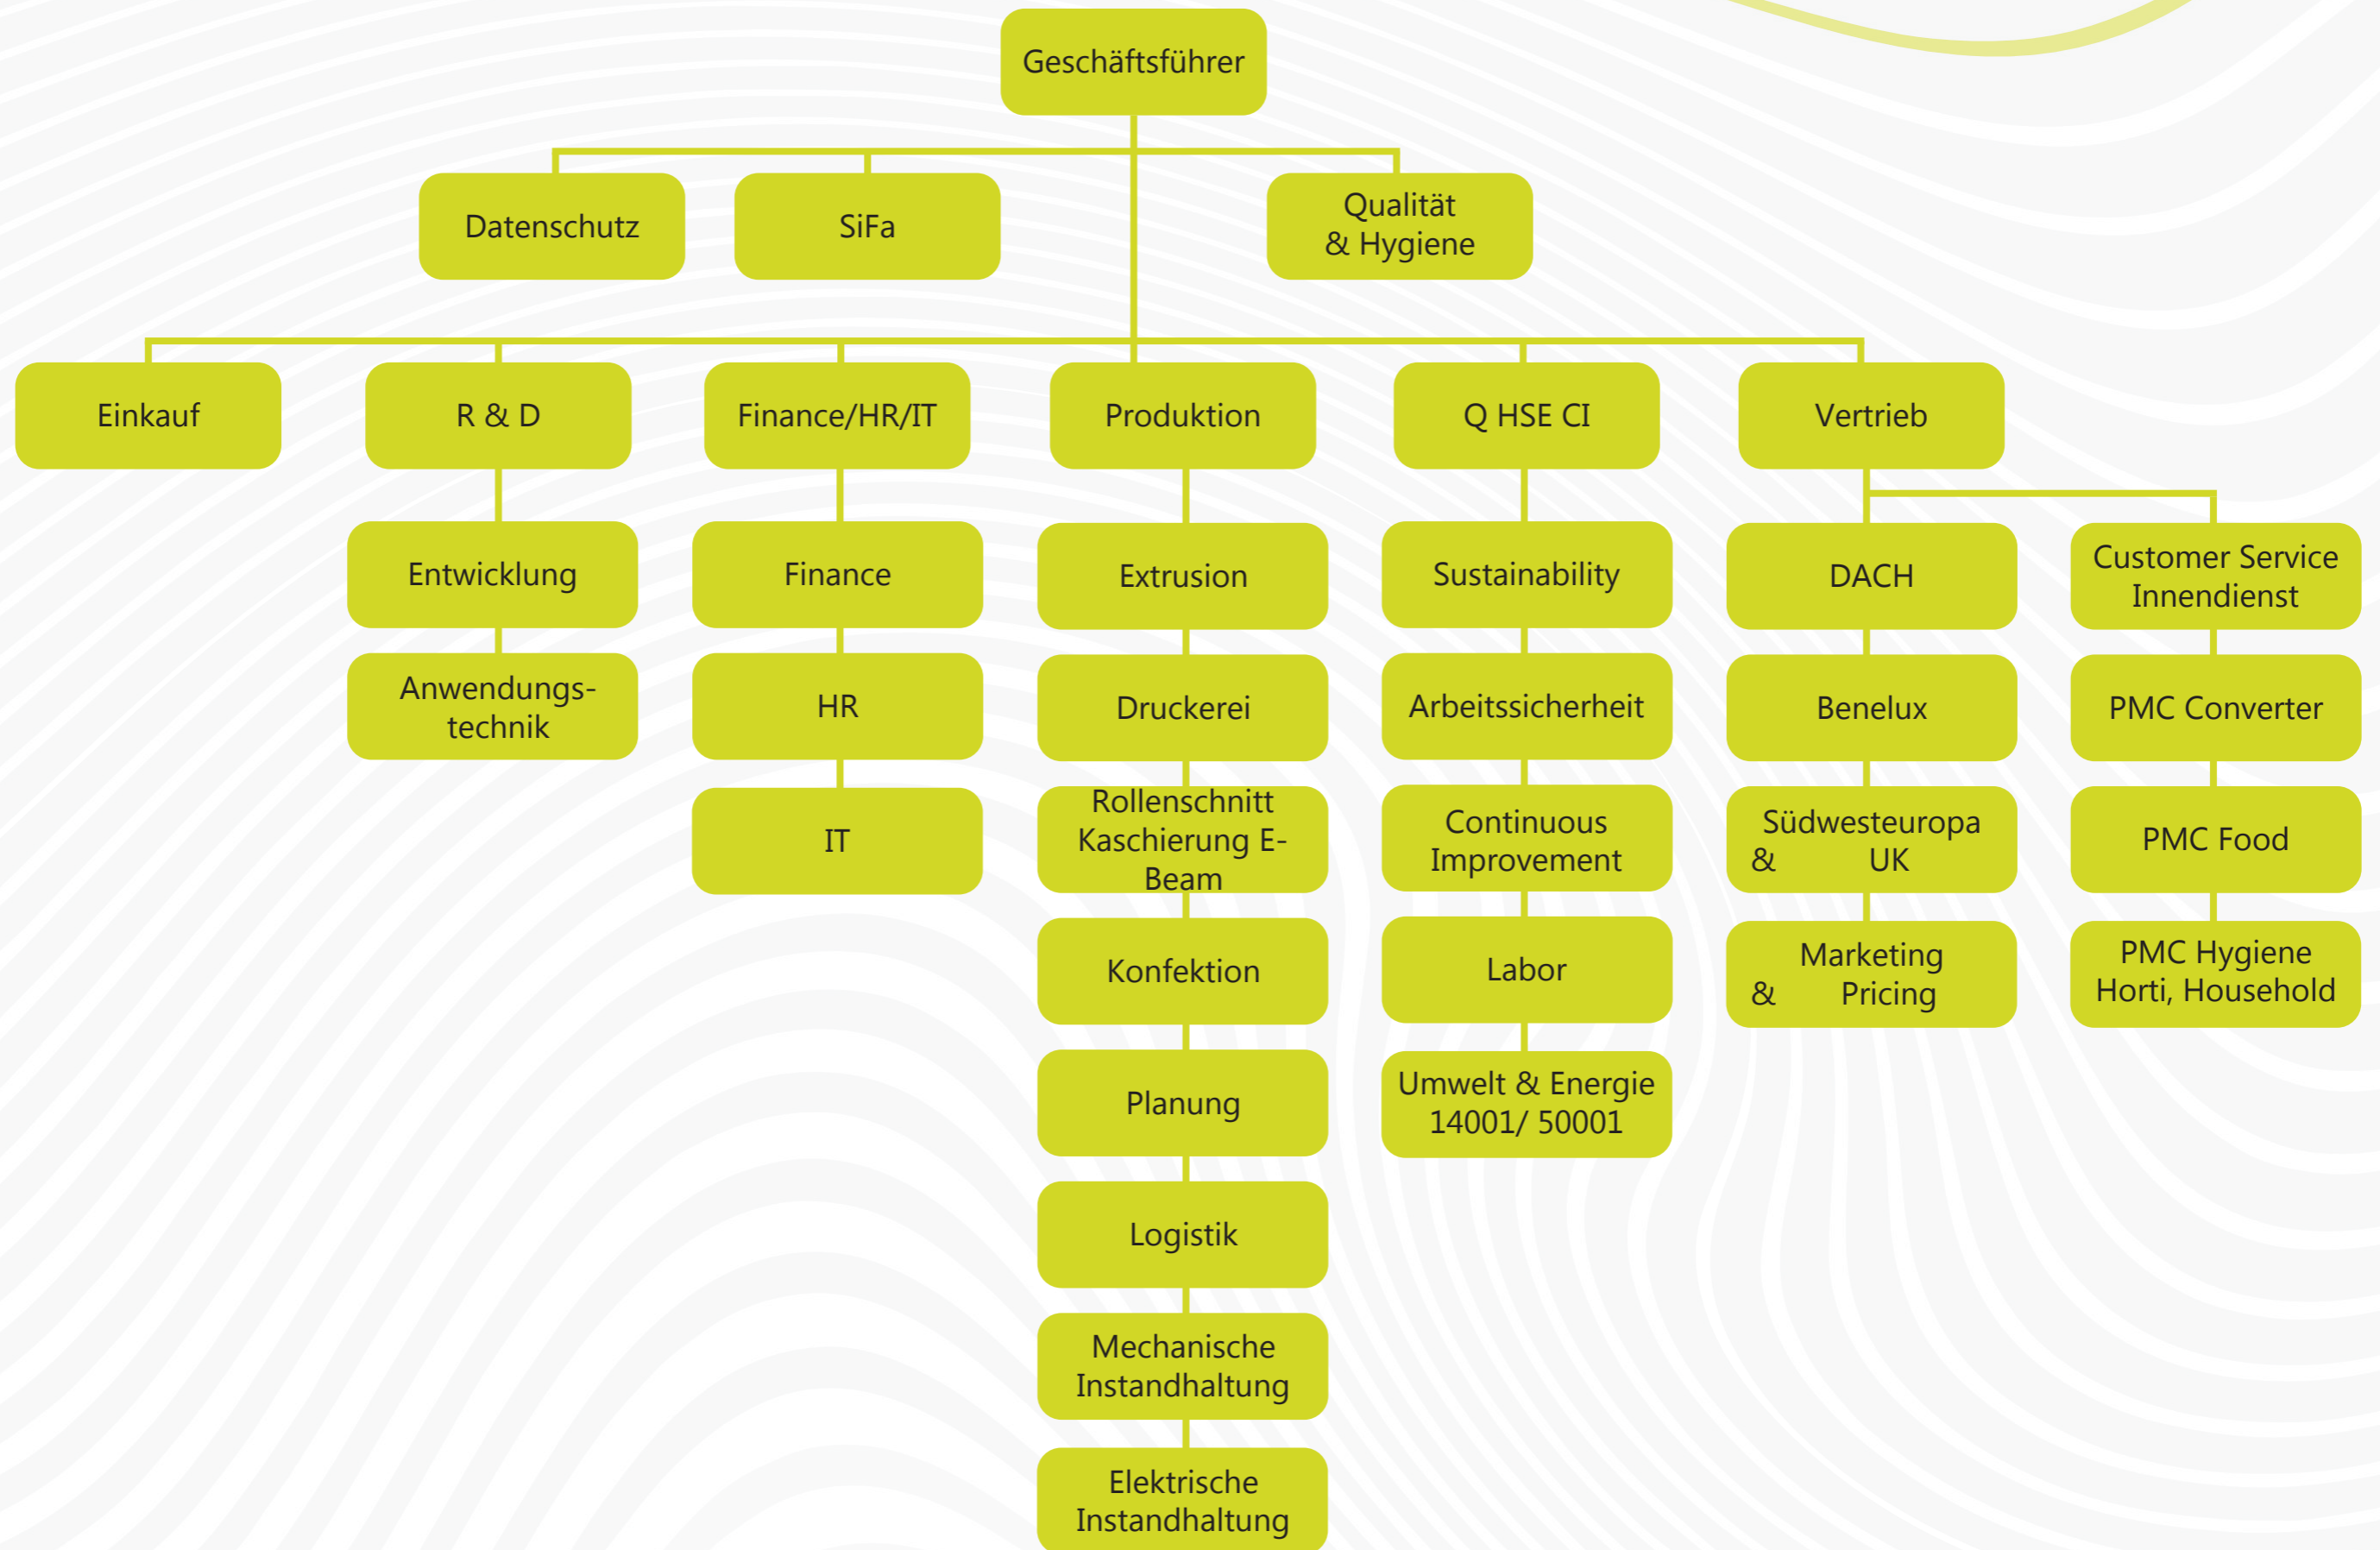 Geschäftsführer
Datenschutz
SiFa
Qualität
& Hygiene
Einkauf
R & D
Finance/HR/IT
Produktion
Q HSE CI
Vertrieb
Entwicklung
Anwendungs-
technik
Finance
HR
IT
Extrusion
Druckerei
Rollenschnitt
Kaschierung E-
Beam
Konfektion
Planung
Logistik
Mechanische
Instandhaltung
Elektrische
Instandhaltung
Sustainability
Arbeitssicherheit
Continuous
Improvement
Labor
Umwelt & Energie
14001/ 50001
DACH
Benelux
Südwesteuropa
& UK
Marketing
& Pricing
Customer Service
Innendienst
PMC Converter
PMC Food
PMC Hygiene
Horti, Household